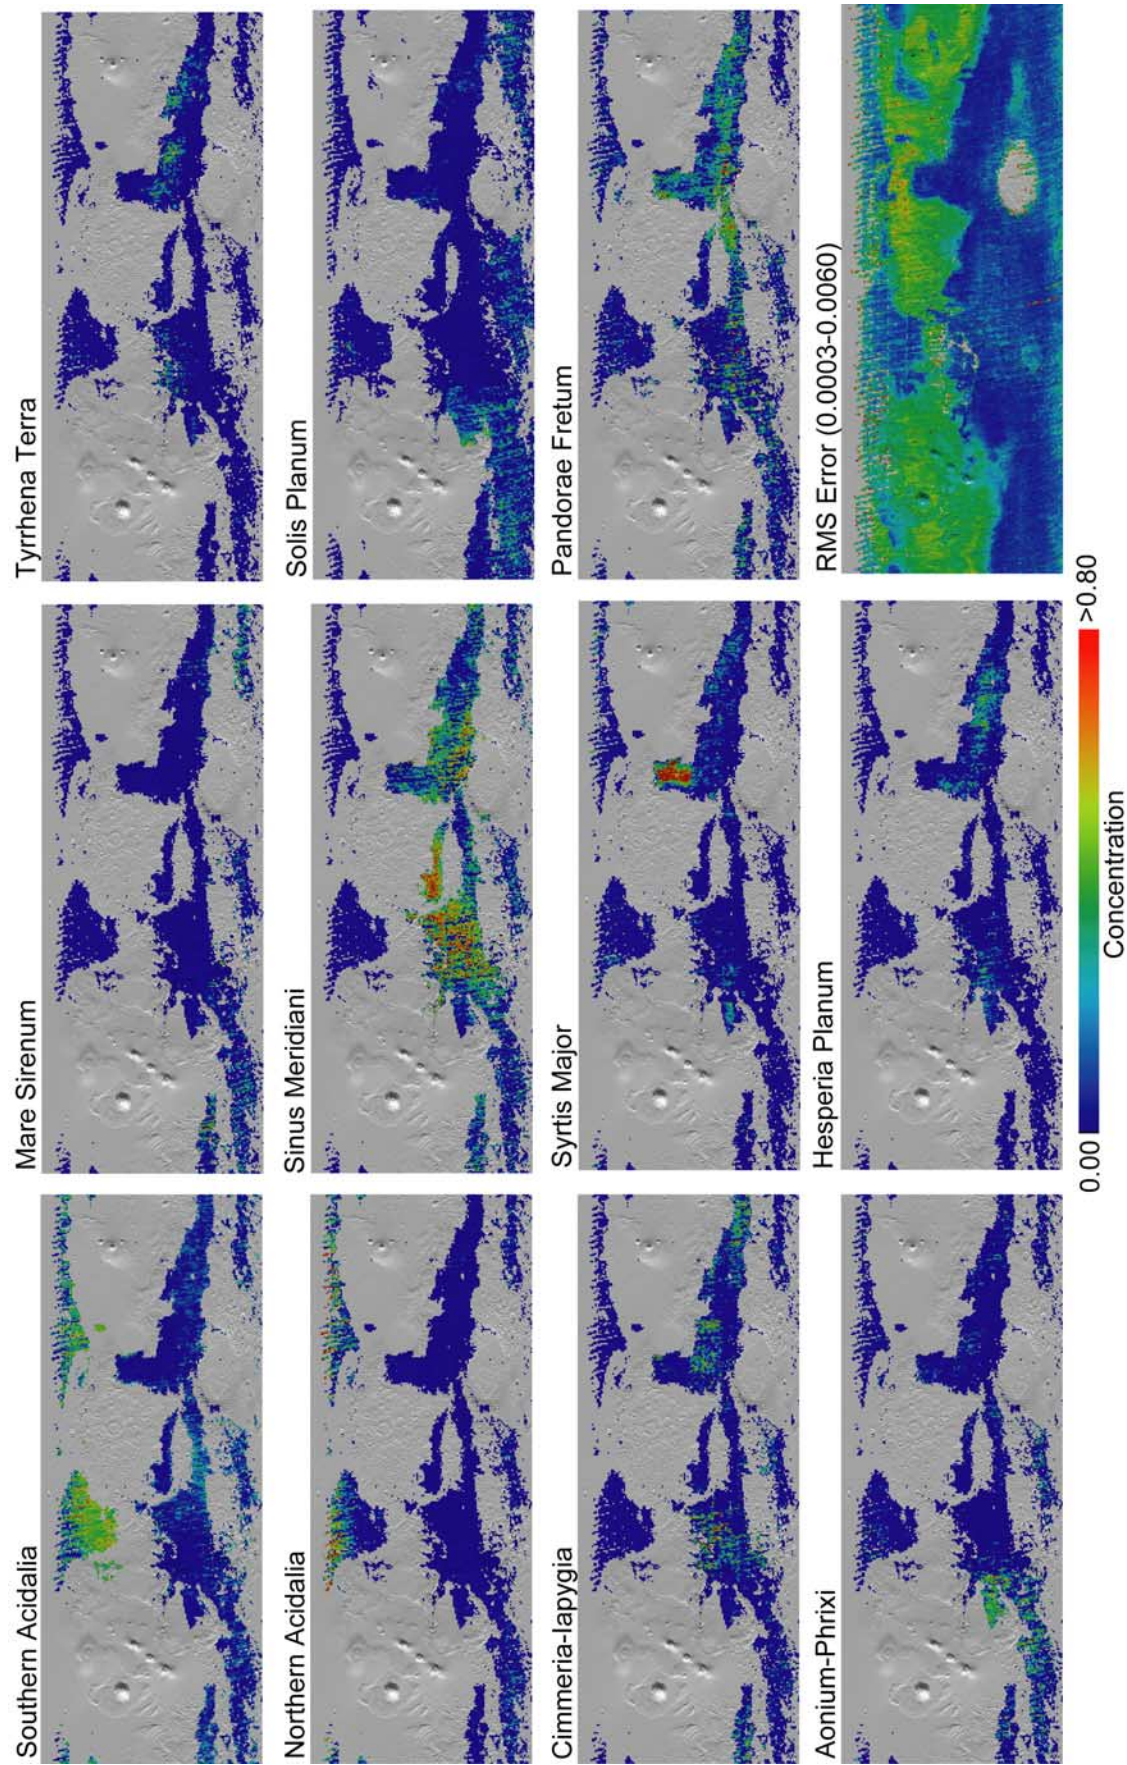 Southern Acidalia
Mare Sirenum
Tyrrhena Terra
Northern Acidalia
Sinus Meridiani
Solis Planum
Cimmeria-Iapygia
Syrtis Major
Pandorae Fretum
Aonium-Phrixi
Hesperia Planum
RMS Error (0.0003-0.0060)
0.00
>0.80
Concentration